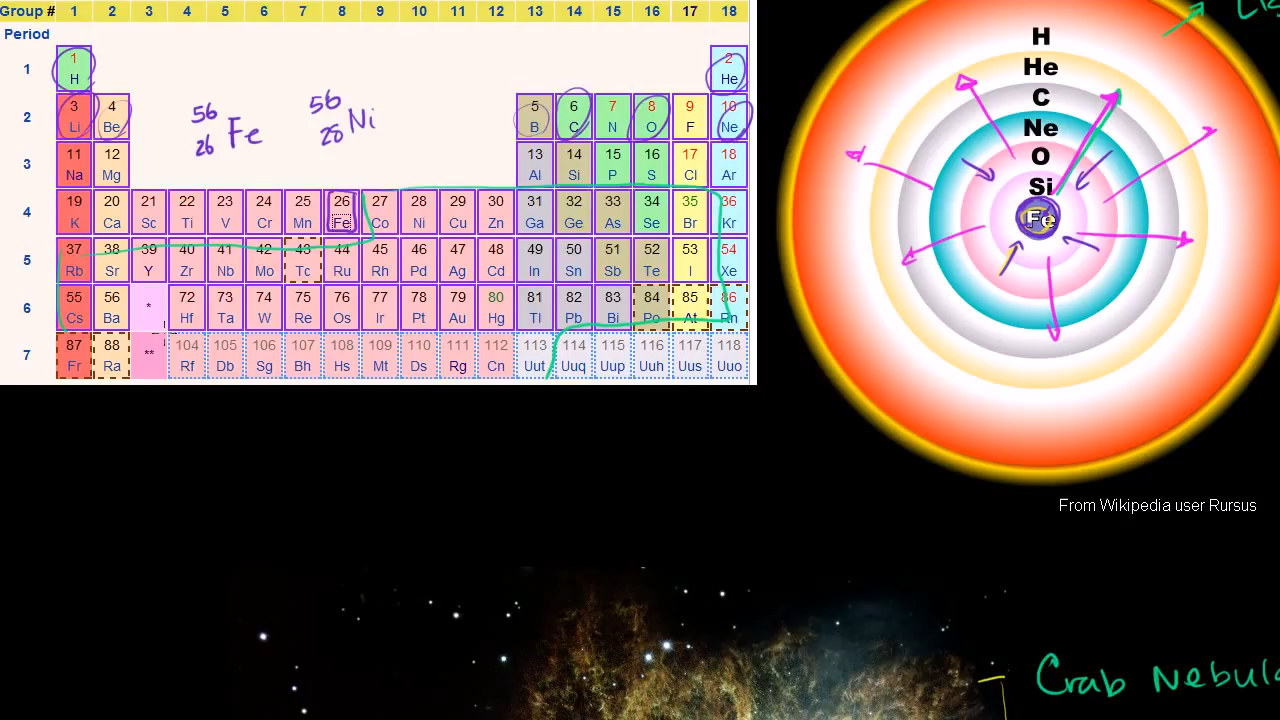 Group # 1 2 3 4 5 6 7 8 9 10 11 12 13 14 15 16 17 18
Period
1 1 2
H He
2 3 4 5 6 7 8 9 10
Li Be B C N O F Ne
3 11 12 13 14 15 16 17 18
Na Mg Al Si P S Cl Ar
4 19 20 21 22 23 24 25 26 27 28 29 30 31 32 33 34 35 36
K Ca Sc Ti V Cr Mn Fe Co Ni Cu Zn Ga Ge As Se Br Kr
5 37 38 39 40 41 42 43 44 45 46 47 48 49 50 51 52 53 54
Rb Sr Y Zr Nb Mo Tc Ru Rh Pd Ag Cd In Sn Sb Te I Xe
6 55 56 * 72 73 74 75 76 77 78 79 80 81 82 83 84 85 86
Cs Ba Hf Ta W Re Os Ir Pt Au Hg Tl Pb Bi Po At Rn
7 87 88 ** 104 105 106 107 108 109 110 111 112 113 114 115 116 117 118
Fr Ra Rf Db Sg Bh Hs Mt Ds Rg Cn Uut Uuq Uup Uuh Uus Uuo
56
26 Fe
56
28 Ni
H
He
C
Ne
O
Si
Fe
From Wikipedia user Rursus
Crab Nebula